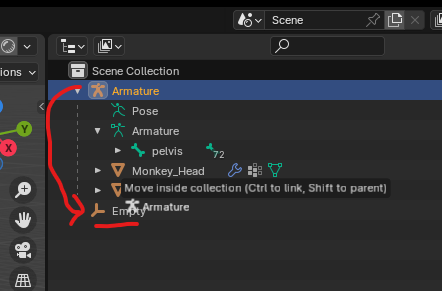 Scene
ions
Scene Collection
Armature
Pose
Armature
pelvis
72
Monkey_Head
Move inside collection (Ctrl to link, Shift to parent)
Empty
Armature
Y
X